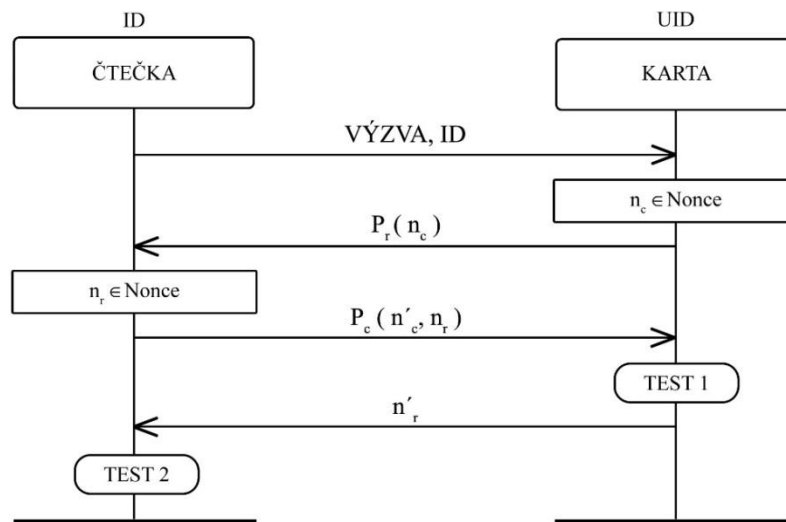 ID
UID
ČTEČKA
KARTA
VÝZVA, ID
n_c ∈ Nonce
P_r ( n_c )
n_r ∈ Nonce
P_c ( n´_c, n_r )
TEST 1
n´_r
TEST 2